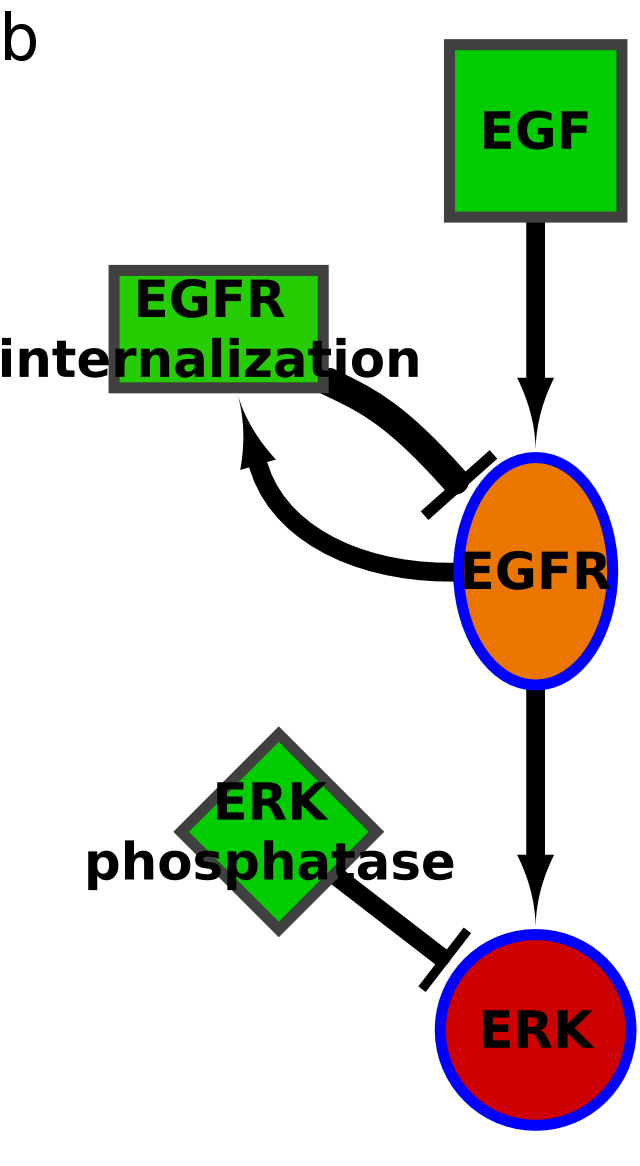 b
EGF
EGFR
internalization
EGFR
ERK
phosphatase
ERK